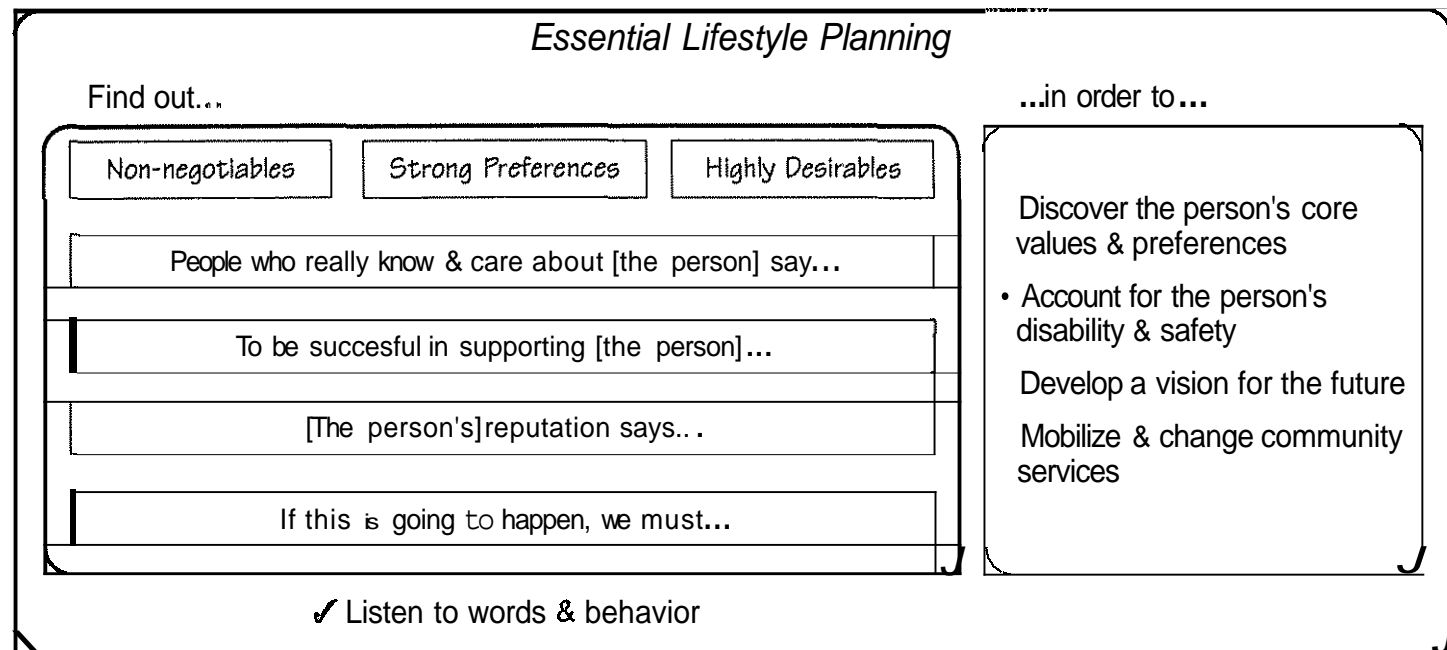 Essential Lifestyle Planning
Find out...
Non-negotiables
Strong Preferences
Highly Desirables
People who really know & care about [the person] say...
To be succesful in supporting [the person]...
[The person's] reputation says...
If this is going to happen, we must...
✓ Listen to words & behavior
...in order to...
Discover the person's core
values & preferences
• Account for the person's
disability & safety
Develop a vision for the future
Mobilize & change community
services